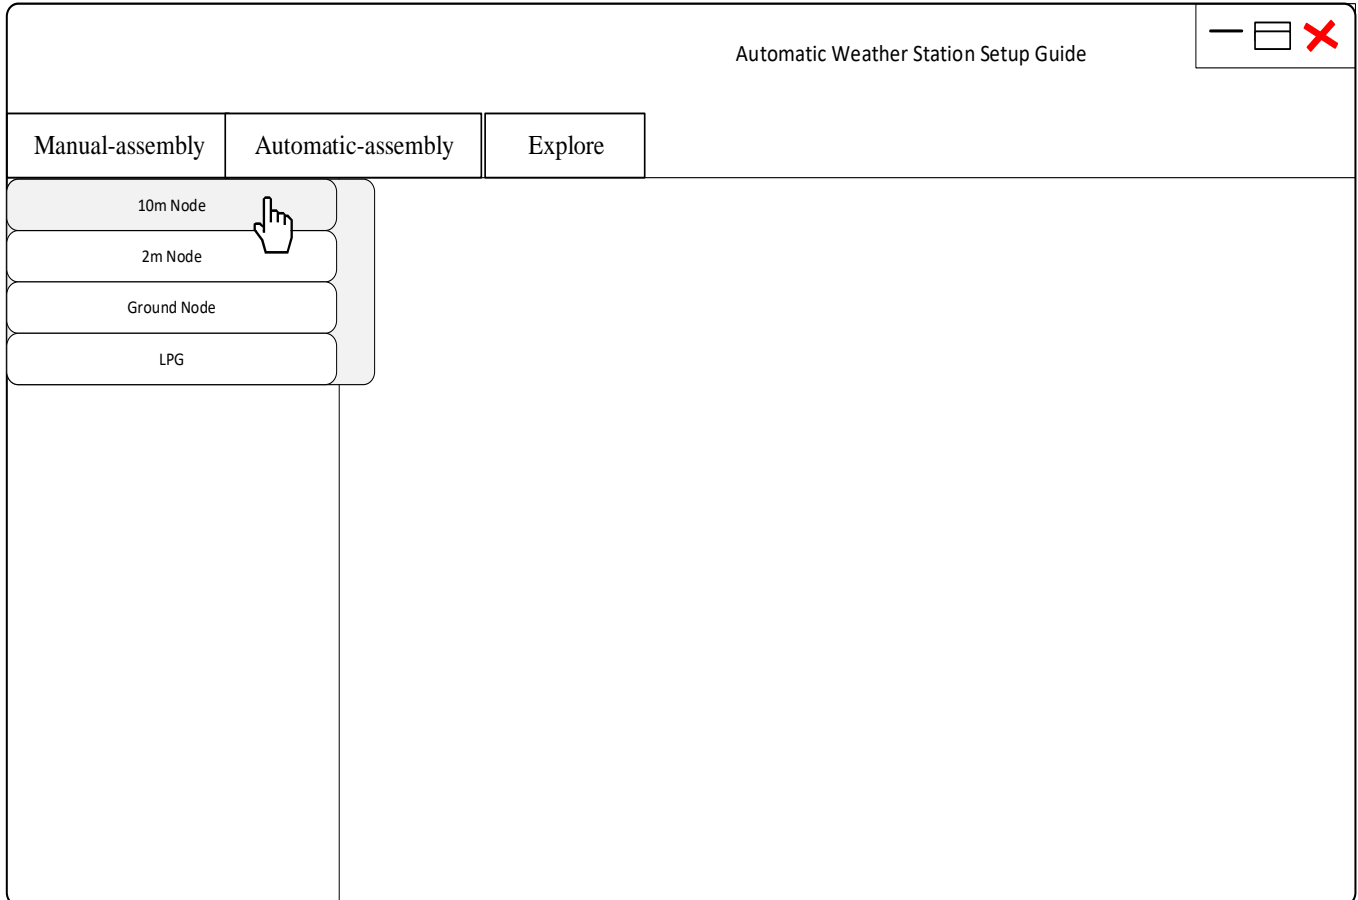 Automatic Weather Station Setup Guide
Manual-assembly
Automatic-assembly
Explore
10m Node
2m Node
Ground Node
LPG